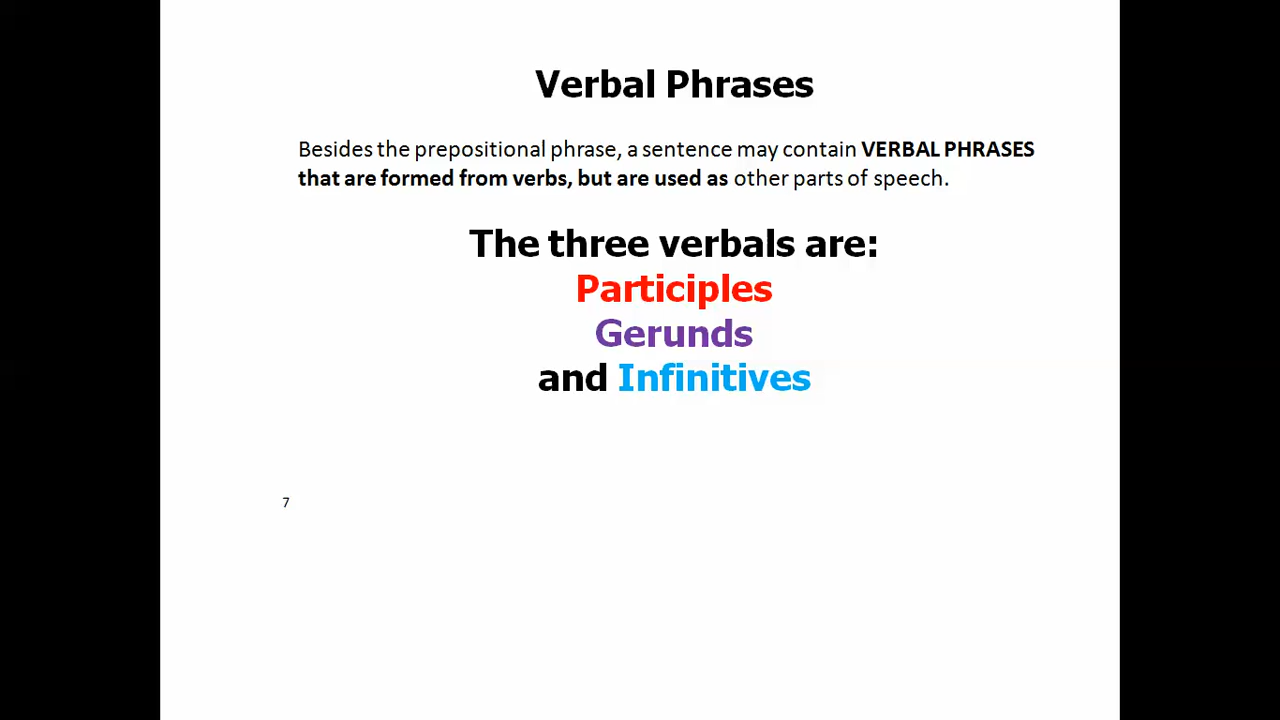 Verbal Phrases
Besides the prepositional phrase, a sentence may contain VERBAL PHRASES
that are formed from verbs, but are used as other parts of speech.
The three verbals are:
Participles
Gerunds
and Infinitives
7